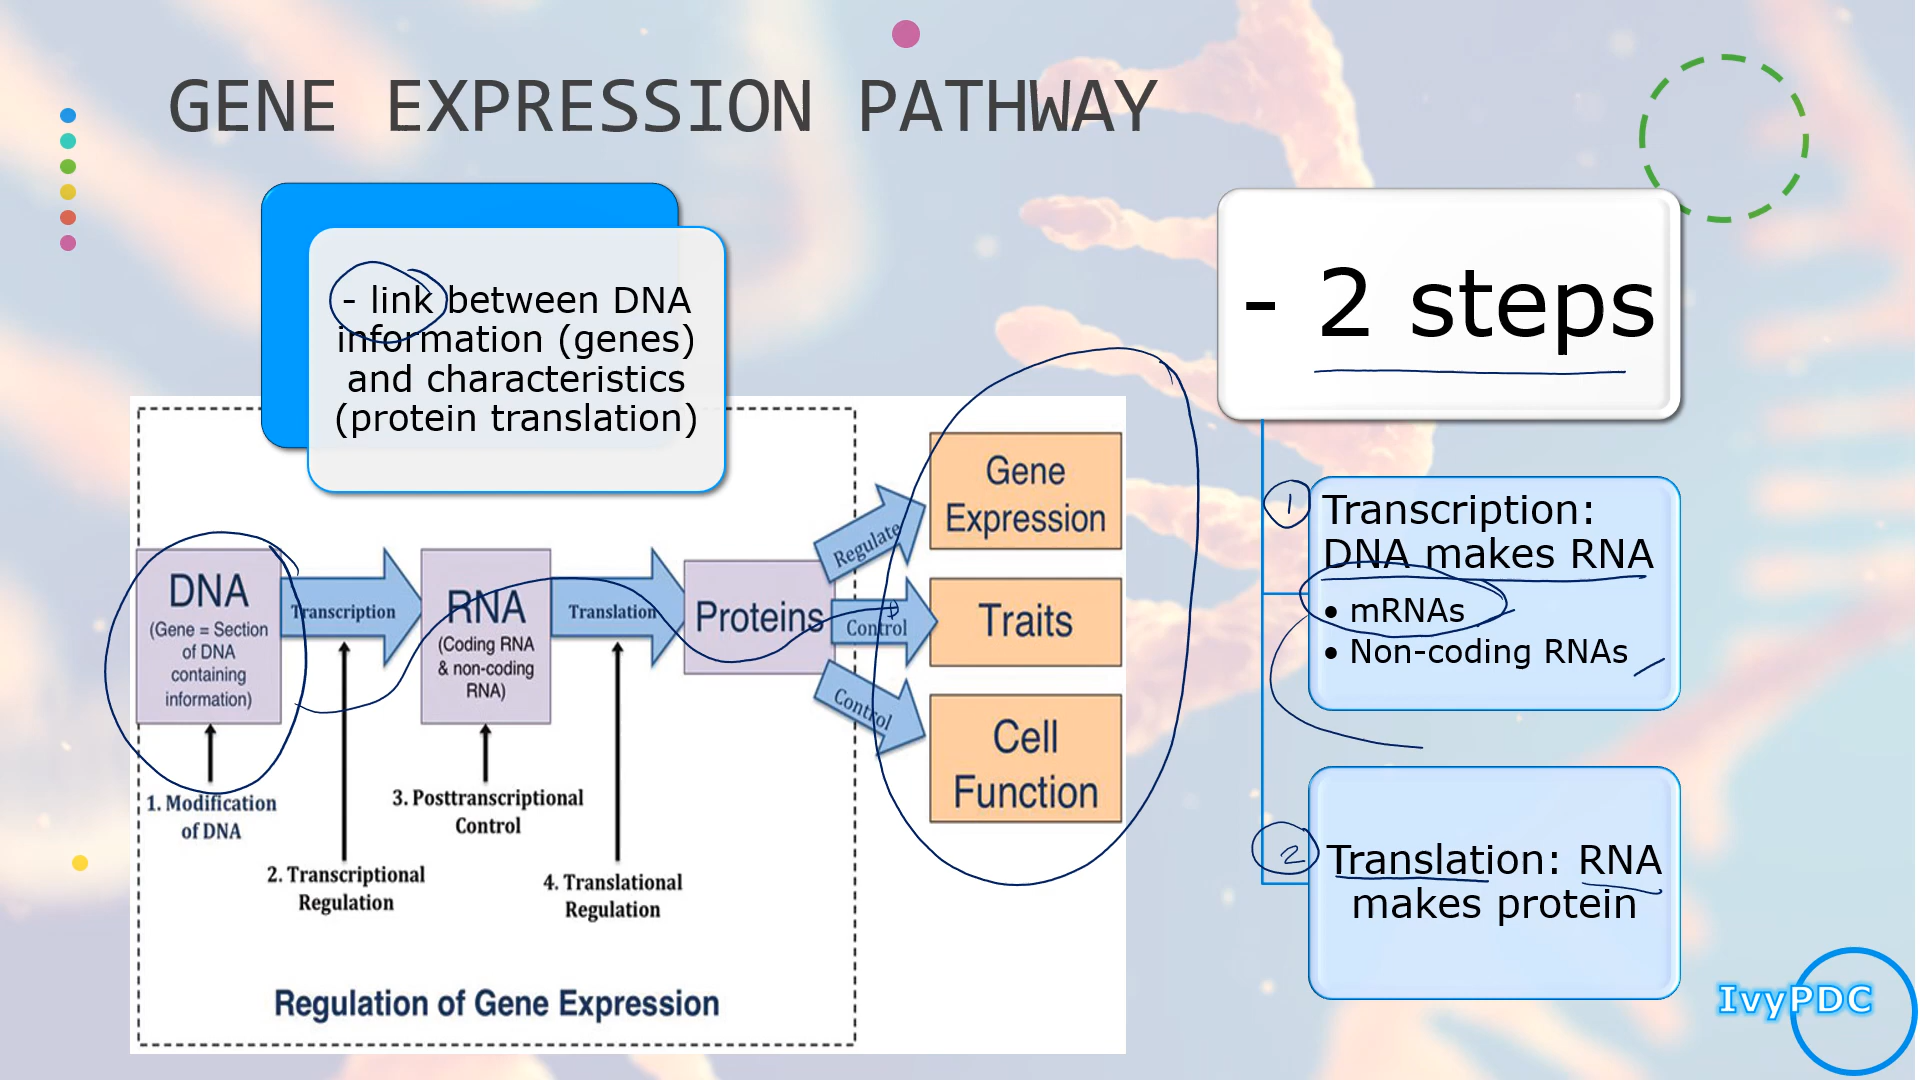 GENE EXPRESSION PATHWAY
- link between DNA
information (genes)
and characteristics
(protein translation)
DNA
(Gene = Section
of DNA
containing
information)
Transcription
RNA
(Coding RNA
& non-coding
RNA)
Translation
Proteins
Regulate
Control
Control
Gene
Expression
Traits
Cell
Function
1. Modification
of DNA
2. Transcriptional
Regulation
3. Posttranscriptional
Control
4. Translational
Regulation
Regulation of Gene Expression
- 2 steps
1
Transcription:
DNA makes RNA
• mRNAs
• Non-coding RNAs
2
Translation: RNA
makes protein
IvyPDC